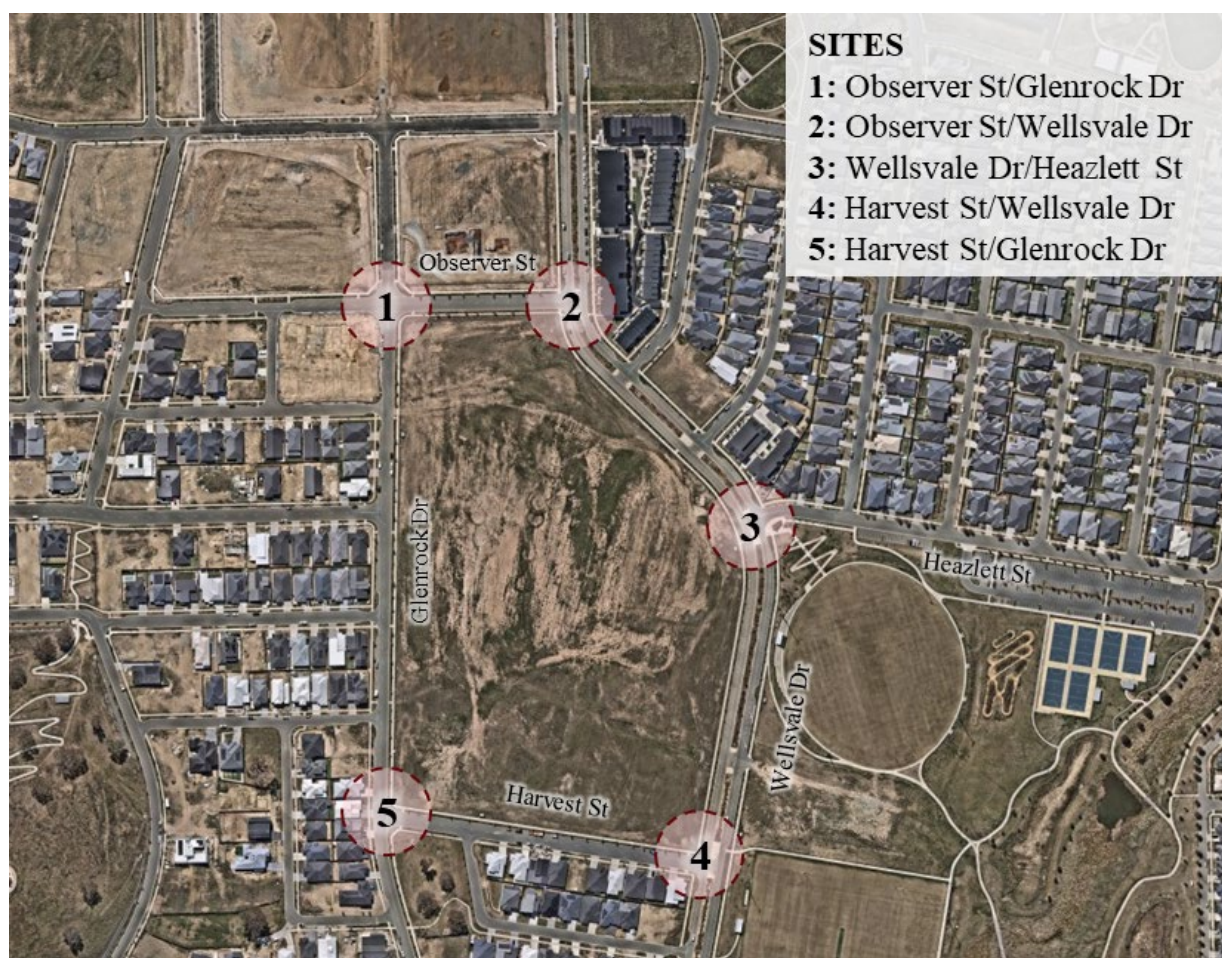 SITES
1: Observer St/Glenrock Dr
2: Observer St/Wellsvale Dr
3: Wellsvale Dr/Heazlett St
4: Harvest St/Wellsvale Dr
5: Harvest St/Glenrock Dr
Observer St
1
2
Glenrock Dr
3
Heazlett St
Wellsvale Dr
Harvest St
5
4